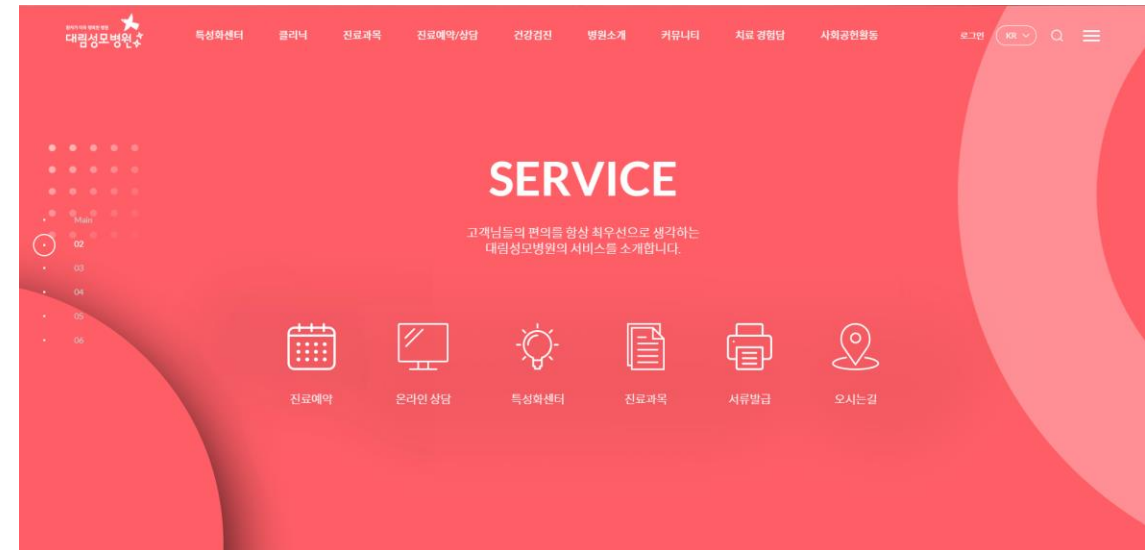 대림성모병원
특성화센터 클리닉 진료과목 진료예약/상담 건강검진 병원소개 커뮤니티 치료 경험담 사회공헌활동 로그인 KR
SERVICE
고객님들의 편의를 항상 최우선으로 생각하는
대림성모병원의 서비스를 소개합니다.
Main
02
03
04
05
06
진료예약 온라인 상담 특성화센터 진료과목 서류발급 오시는길